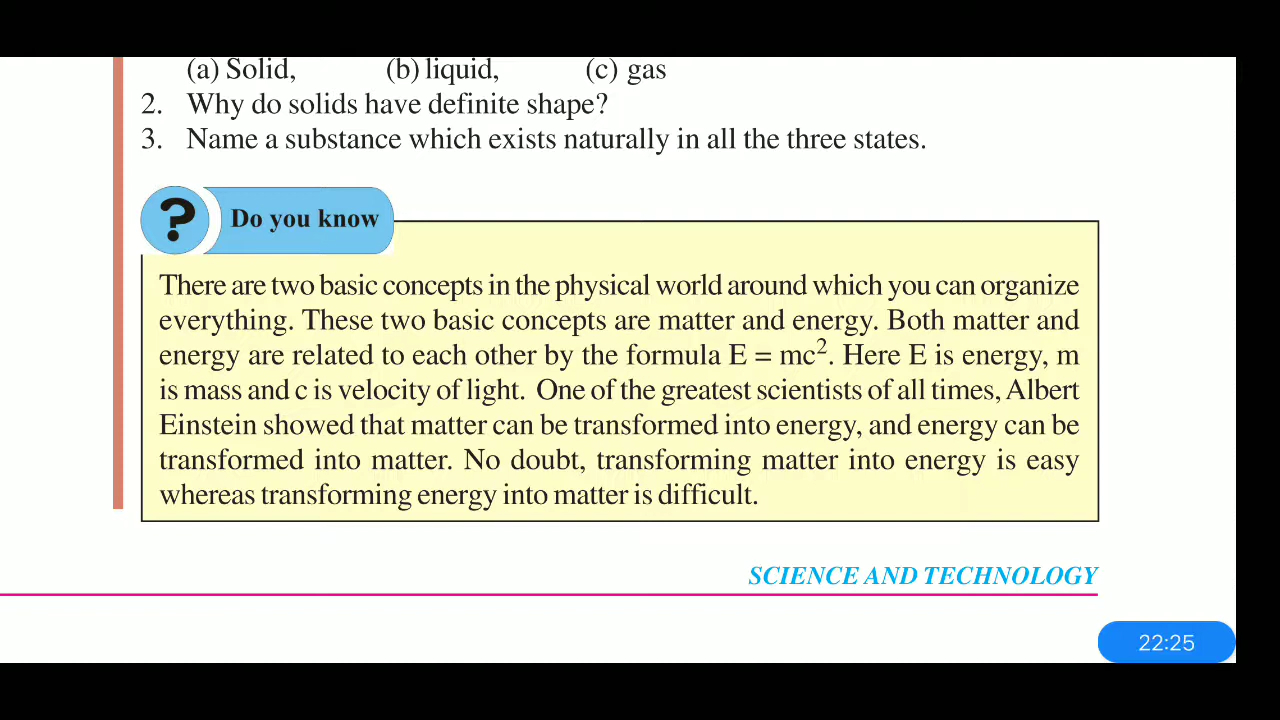 (a) Solid, (b) liquid, (c) gas
2. Why do solids have definite shape?
3. Name a substance which exists naturally in all the three states.
? Do you know
There are two basic concepts in the physical world around which you can organize
everything. These two basic concepts are matter and energy. Both matter and
energy are related to each other by the formula E = mc². Here E is energy, m
is mass and c is velocity of light. One of the greatest scientists of all times, Albert
Einstein showed that matter can be transformed into energy, and energy can be
transformed into matter. No doubt, transforming matter into energy is easy
whereas transforming energy into matter is difficult.
SCIENCE AND TECHNOLOGY
22:25